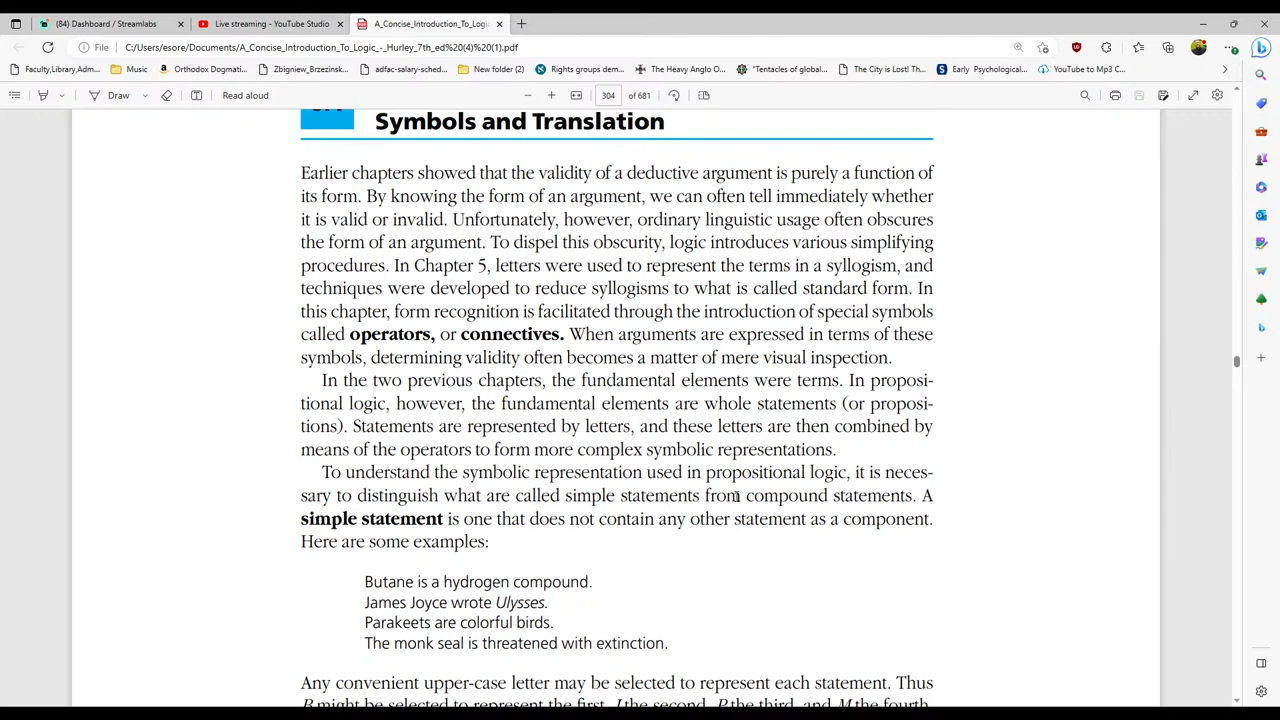 (84) Dashboard / Streamlabs
Live streaming - YouTube Studio
A_Concise_Introduction_To_Logi
File
C:/Users/esore/Documents/A_Concise_Introduction_To_Logic_-_Hurley_7th_ed%20(4)%20(1).pdf
Faculty,Library,Adm...
Music
Orthodox Dogmati...
Zbigniew_Brzezinsk...
adfac-salary-sched...
New folder (2)
Rights groups dem...
The Heavy Anglo O...
"Tentacles of global...
The City is Lost! Th...
Early Psychological...
YouTube to Mp3 C...
Draw
Read aloud
304 of 681
Symbols and Translation
Earlier chapters showed that the validity of a deductive argument is purely a function of
its form. By knowing the form of an argument, we can often tell immediately whether
it is valid or invalid. Unfortunately, however, ordinary linguistic usage often obscures
the form of an argument. To dispel this obscurity, logic introduces various simplifying
procedures. In Chapter 5, letters were used to represent the terms in a syllogism, and
techniques were developed to reduce syllogisms to what is called standard form. In
this chapter, form recognition is facilitated through the introduction of special symbols
called operators, or connectives. When arguments are expressed in terms of these
symbols, determining validity often becomes a matter of mere visual inspection.
In the two previous chapters, the fundamental elements were terms. In proposi-
tional logic, however, the fundamental elements are whole statements (or proposi-
tions). Statements are represented by letters, and these letters are then combined by
means of the operators to form more complex symbolic representations.
To understand the symbolic representation used in propositional logic, it is neces-
sary to distinguish what are called simple statements from compound statements. A
simple statement is one that does not contain any other statement as a component.
Here are some examples:
Butane is a hydrogen compound.
James Joyce wrote Ulysses.
Parakeets are colorful birds.
The monk seal is threatened with extinction.
Any convenient upper-case letter may be selected to represent each statement. Thus
B might be selected to represent the first, J the second, P the third, and M the fourth.